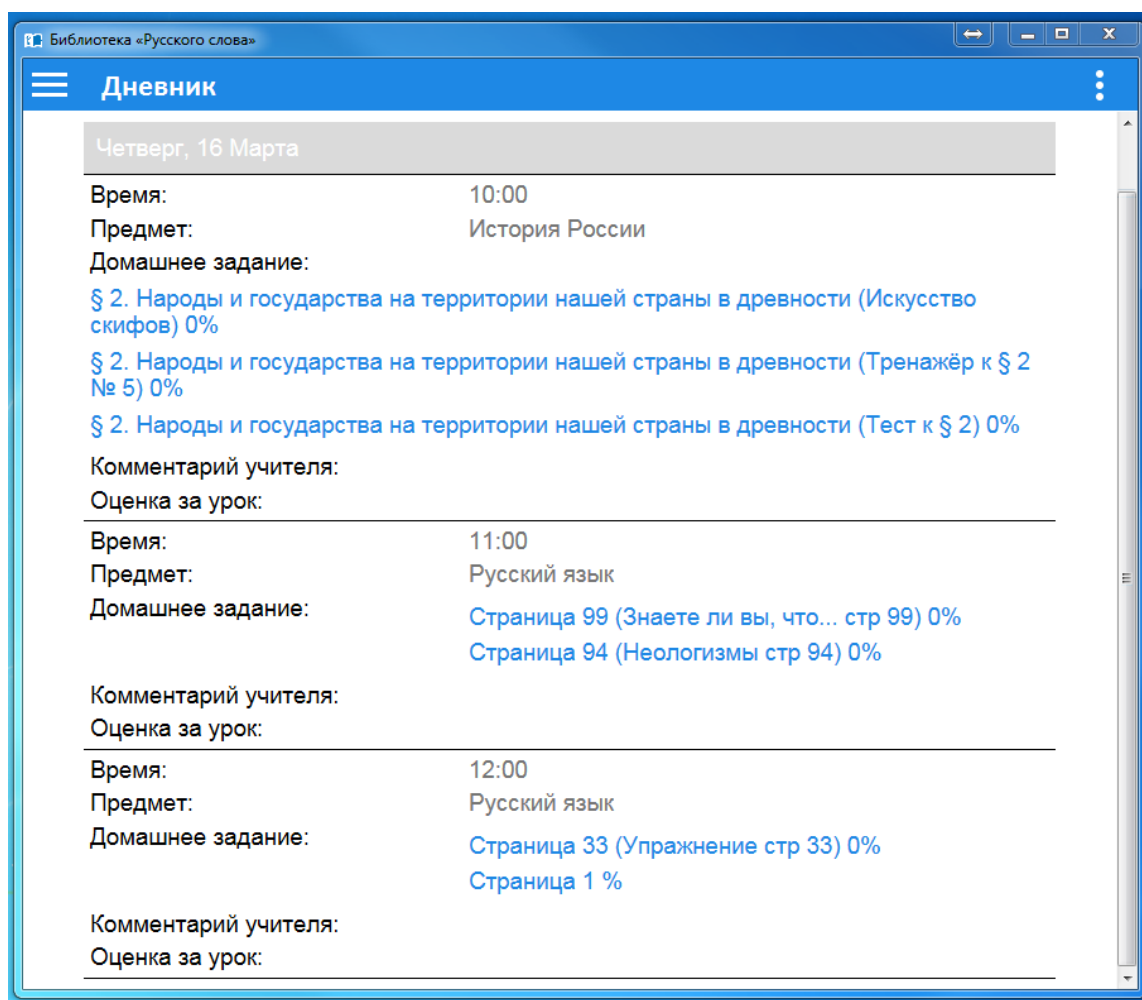 Библиотека «Русского слова»
Дневник
Четверг, 16 Марта
Время: 10:00
Предмет: История России
Домашнее задание:
§ 2. Народы и государства на территории нашей страны в древности (Искусство
скифов) 0%
§ 2. Народы и государства на территории нашей страны в древности (Тренажёр к § 2
№ 5) 0%
§ 2. Народы и государства на территории нашей страны в древности (Тест к § 2) 0%
Комментарий учителя:
Оценка за урок:
Время: 11:00
Предмет: Русский язык
Домашнее задание: Страница 99 (Знаете ли вы, что... стр 99) 0%
Страница 94 (Неологизмы стр 94) 0%
Комментарий учителя:
Оценка за урок:
Время: 12:00
Предмет: Русский язык
Домашнее задание: Страница 33 (Упражнение стр 33) 0%
Страница 1 %
Комментарий учителя:
Оценка за урок: